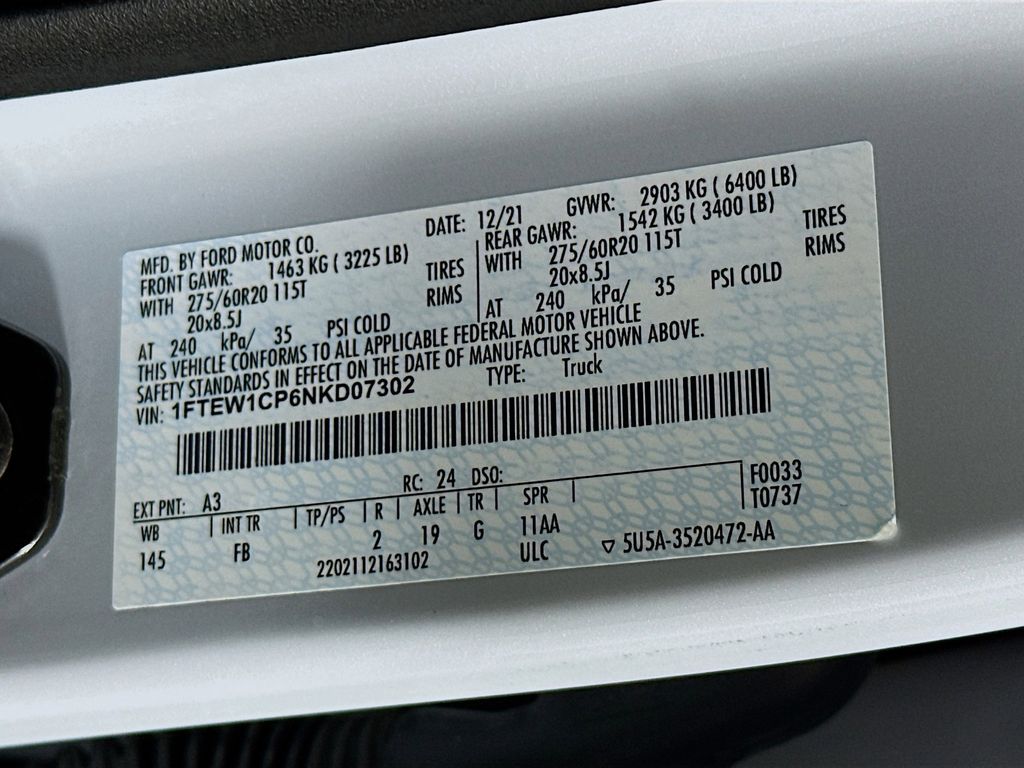 MFD. BY FORD MOTOR CO. DATE: 12/21 GVWR: 2903 KG ( 6400 LB)
FRONT GAWR: 1463 KG ( 3225 LB) REAR GAWR: 1542 KG ( 3400 LB)
WITH 275/60R20 115T TIRES WITH 275/60R20 115T TIRES
20x8.5J RIMS 20x8.5J RIMS
AT 240 kPa/ 35 PSI COLD AT 240 kPa/ 35 PSI COLD
THIS VEHICLE CONFORMS TO ALL APPLICABLE FEDERAL MOTOR VEHICLE
SAFETY STANDARDS IN EFFECT ON THE DATE OF MANUFACTURE SHOWN ABOVE.
VIN: 1FTEW1CP6NKD07302 TYPE: Truck
EXT PNT: A3 RC: 24 DSO: F0033
WB INT TR TP/PS R AXLE TR SPR T0737
145 FB 2 19 G 11AA
2202112163102 ULC ▽ 5U5A-3520472-AA